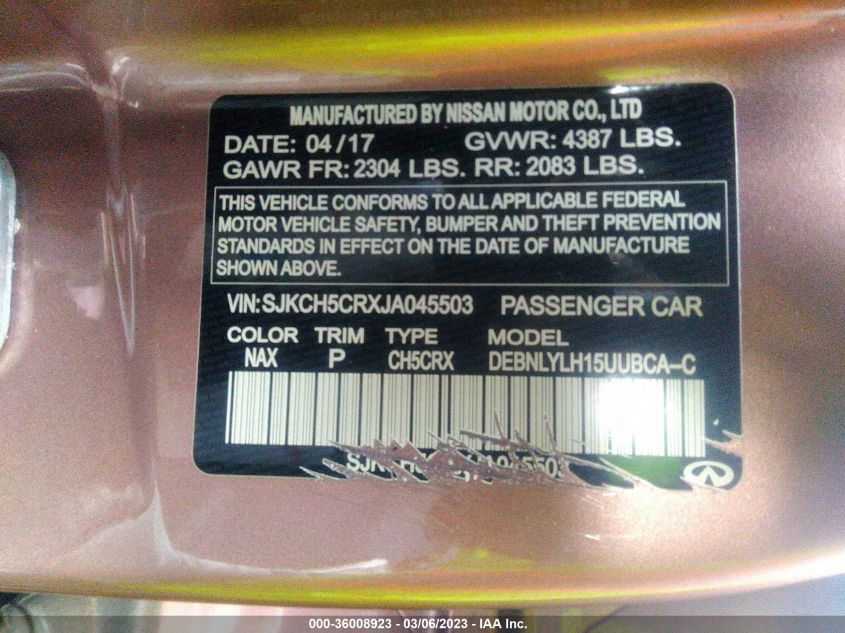 MANUFACTURED BY NISSAN MOTOR CO., LTD
DATE: 04/17 GVWR: 4387 LBS.
GAWR FR: 2304 LBS. RR: 2083 LBS.
THIS VEHICLE CONFORMS TO ALL APPLICABLE FEDERAL
MOTOR VEHICLE SAFETY, BUMPER AND THEFT PREVENTION
STANDARDS IN EFFECT ON THE DATE OF MANUFACTURE
SHOWN ABOVE.
VIN: SJKCH5CRXJA045503 PASSENGER CAR
COLOR TRIM TYPE MODEL
NAX P CH5CRX DEBNLYLH15UUBCA-C
000-36008923 - 03/06/2023 - IAA Inc.